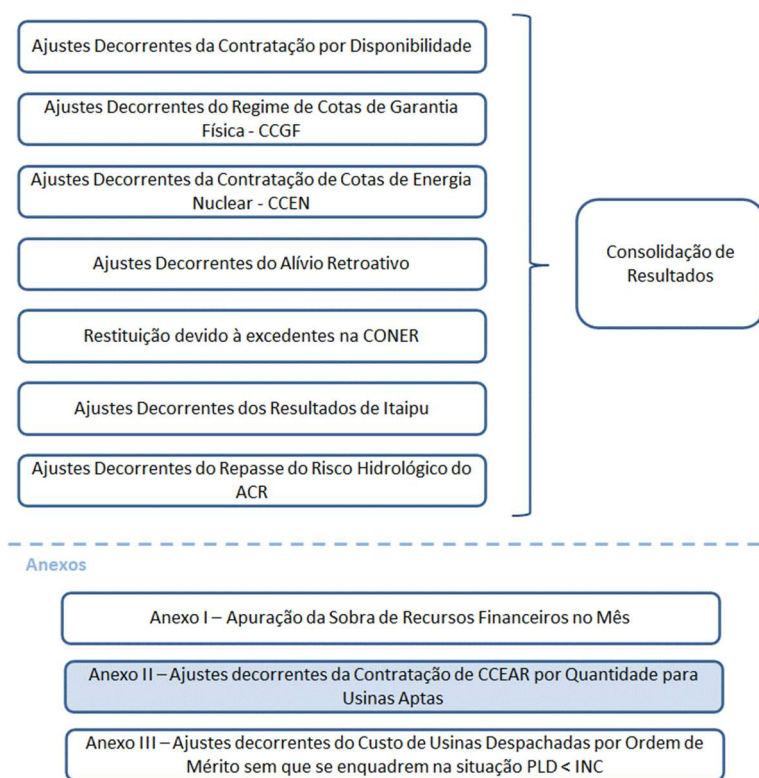 Ajustes Decorrentes da Contratação por Disponibilidade
Ajustes Decorrentes do Regime de Cotas de Garantia
Física - CCGF
Ajustes Decorrentes da Contratação de Cotas de Energia
Nuclear - CCEN
Ajustes Decorrentes do Alívio Retroativo
Restituição devido à excedentes na CONER
Ajustes Decorrentes dos Resultados de Itaipu
Ajustes Decorrentes do Repasse do Risco Hidrológico do
ACR
Consolidação de
Resultados
Anexos
Anexo I – Apuração da Sobra de Recursos Financeiros no Mês
Anexo II – Ajustes decorrentes da Contratação de CCEAR por Quantidade para
Usinas Aptas
Anexo III – Ajustes decorrentes do Custo de Usinas Despachadas por Ordem de
Mérito sem que se enquadrem na situação PLD < INC